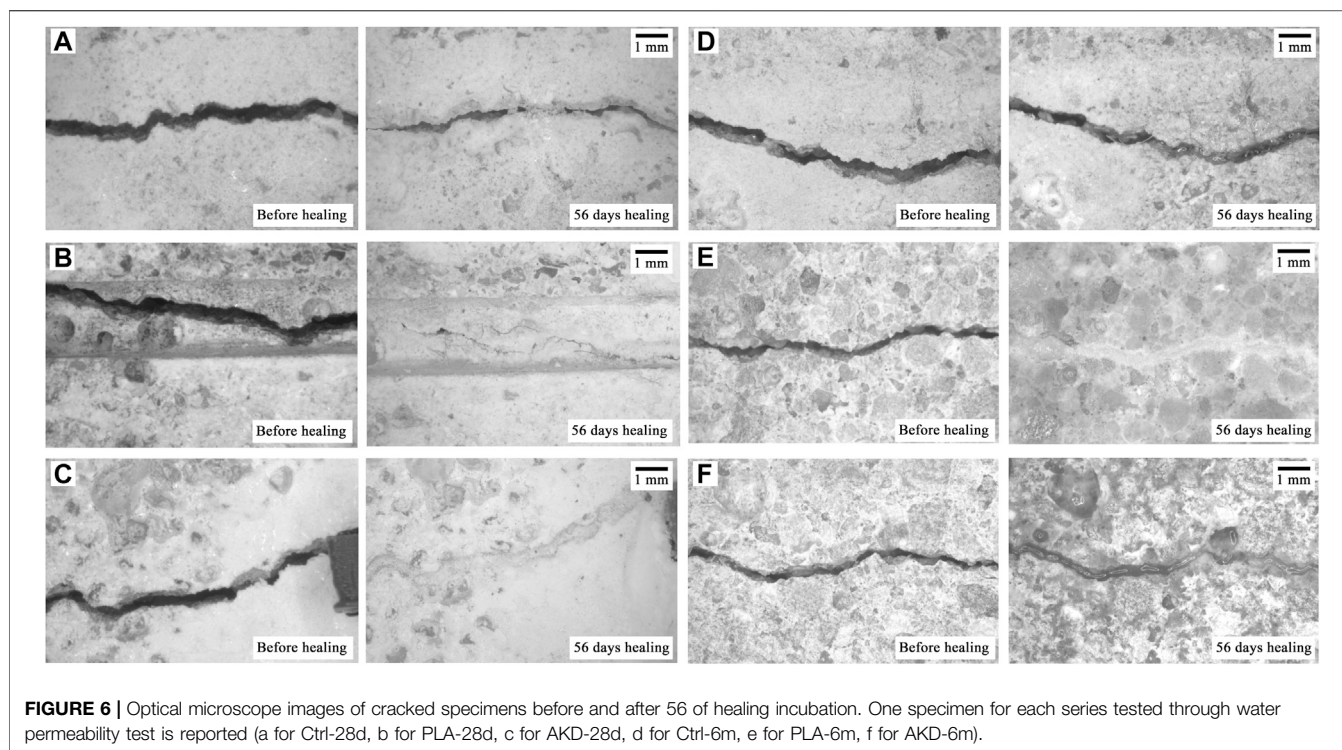 A
1 mm
Before healing
56 days healing
D
1 mm
Before healing
56 days healing
B
1 mm
Before healing
56 days healing
E
1 mm
Before healing
56 days healing
C
1 mm
Before healing
56 days healing
F
1 mm
Before healing
56 days healing
FIGURE 6 | Optical microscope images of cracked specimens before and after 56 of healing incubation. One specimen for each series tested through water
permeability test is reported (a for Ctrl-28d, b for PLA-28d, c for AKD-28d, d for Ctrl-6m, e for PLA-6m, f for AKD-6m).